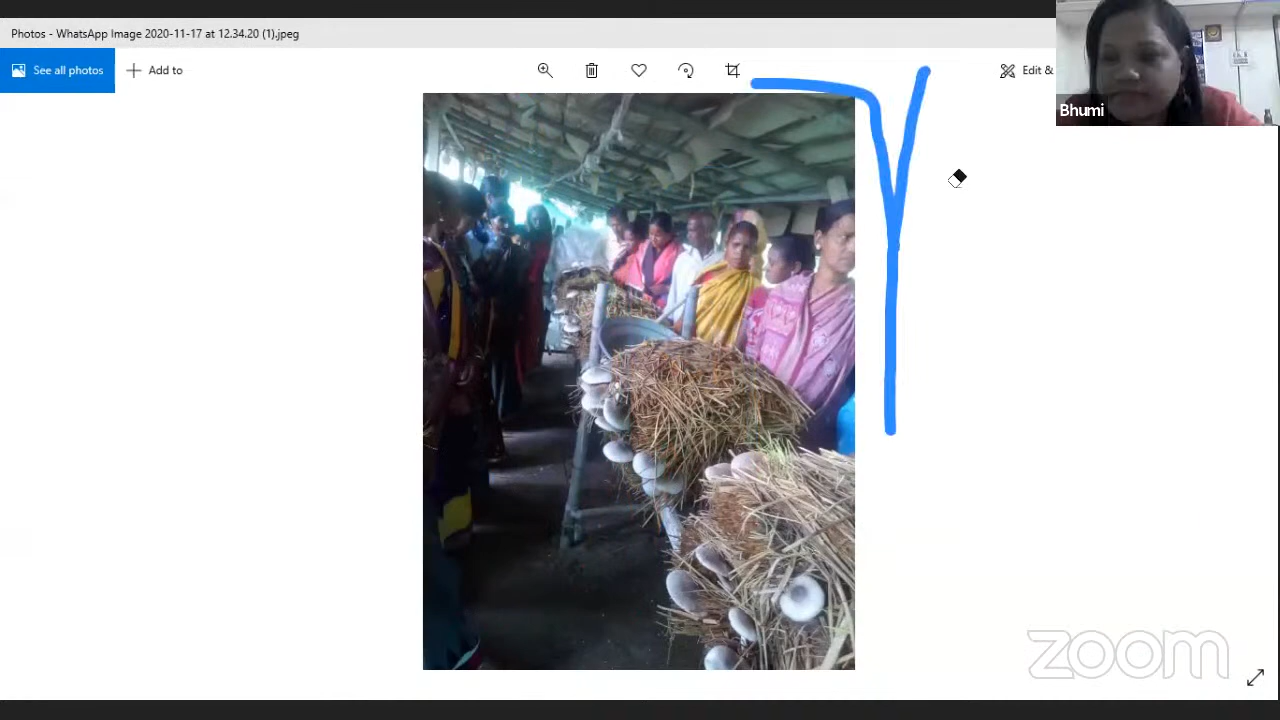 Photos - WhatsApp Image 2020-11-17 at 12.34.20 (1).jpeg
See all photos
Add to
Edit &
Bhumi
zoom